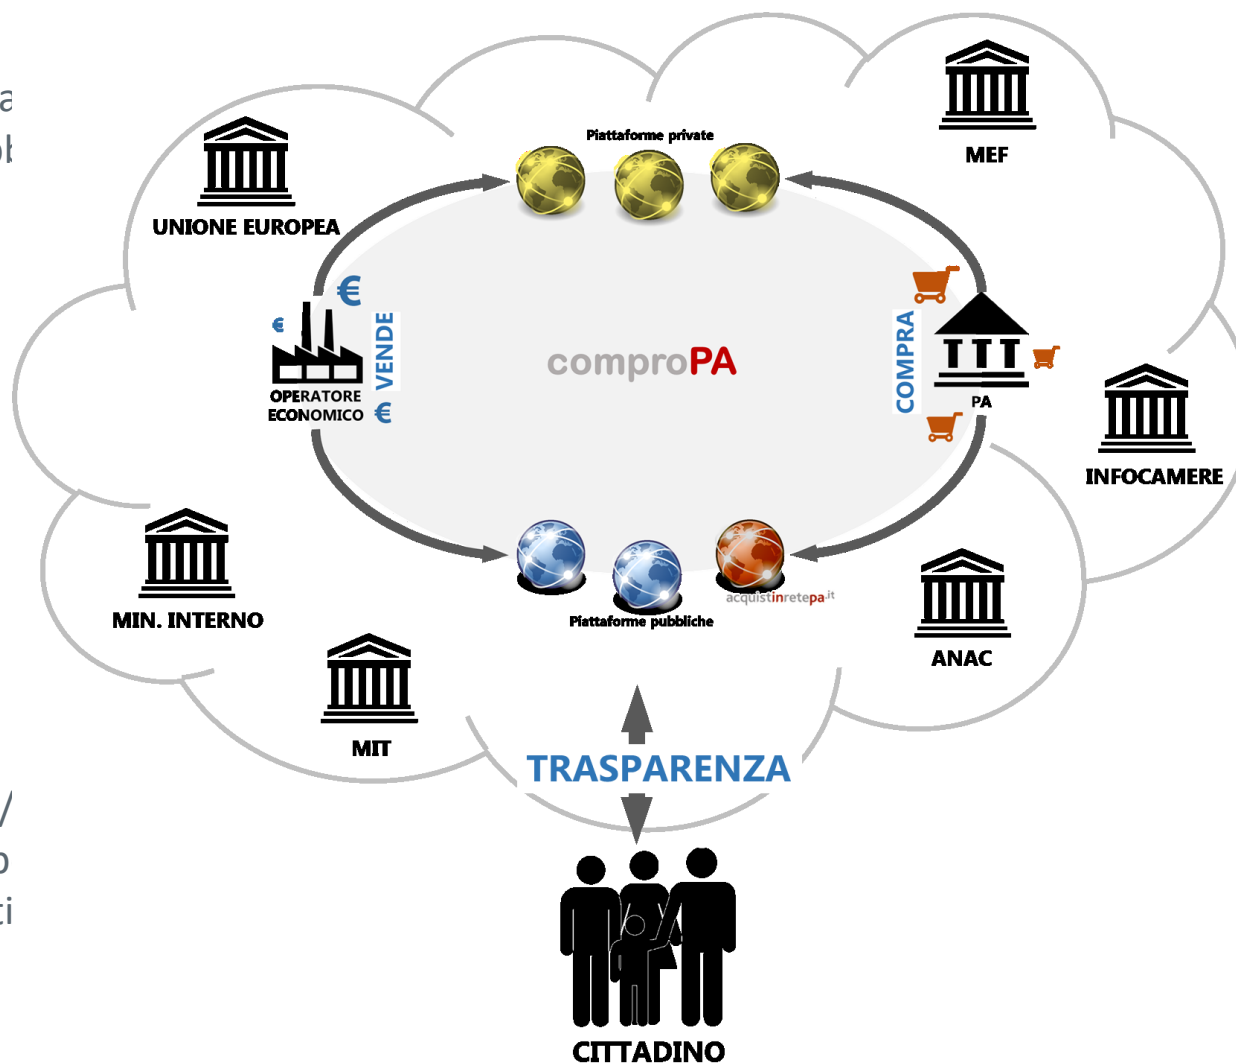 Piattaforme private
MEF
UNIONE EUROPEA
€
€
VENDE
OPERATORE
ECONOMICO
€
comproPA
COMPRA
PA
INFOCAMERE
MIN. INTERNO
acquistinretepa.it
Piattaforme pubbliche
ANAC
MIT
TRASPARENZA
CITTADINO